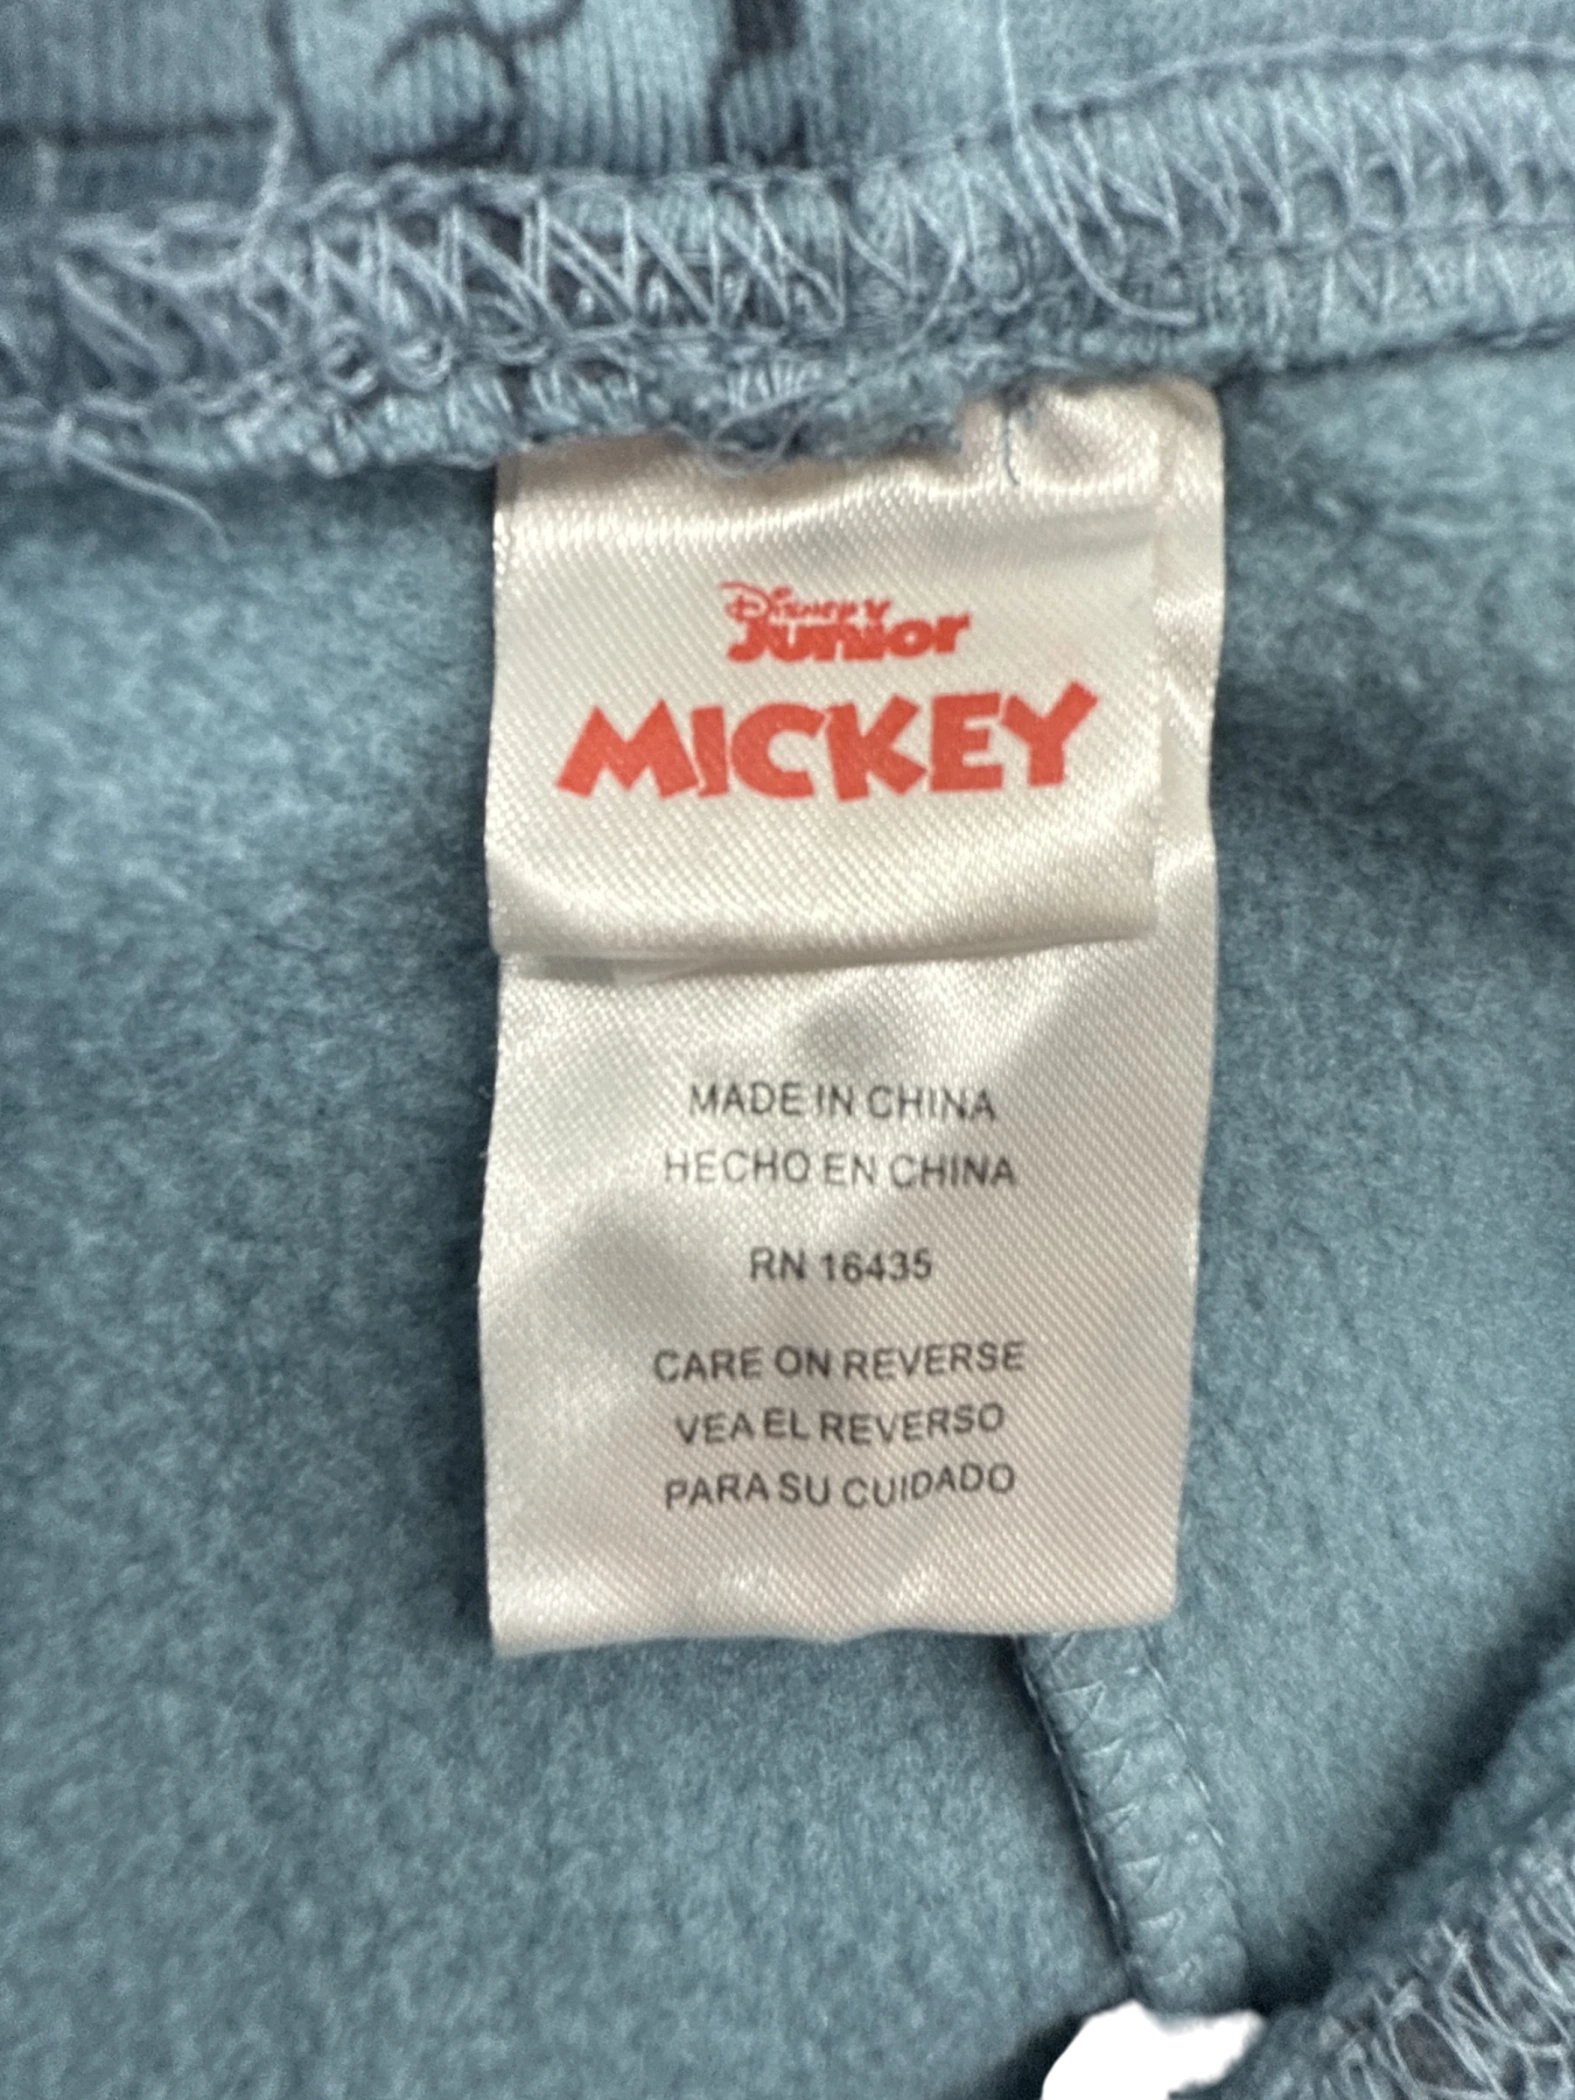 Disney
Junior
MICKEY
MADE IN CHINA
HECHO EN CHINA
RN 16435
CARE ON REVERSE
VEA EL REVERSO
PARA SU CUIDADO